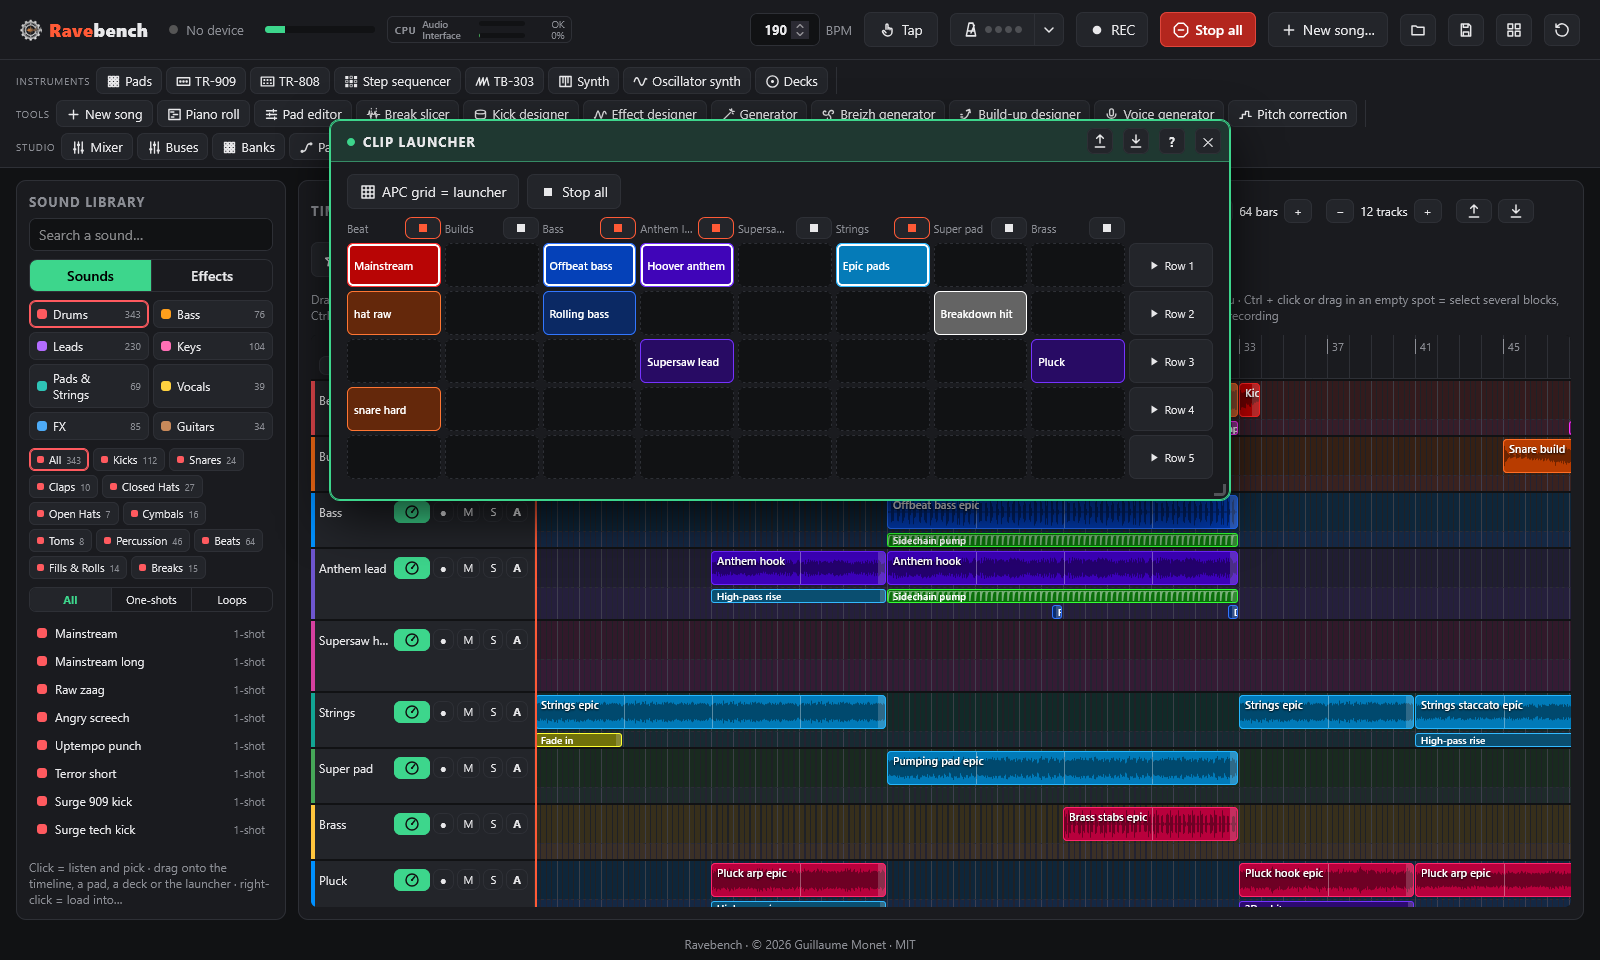 Ravebench
No device
CPU
Audio
Interface
OK
0%
190
BPM
Tap
REC
Stop all
New song...
INSTRUMENTS
Pads
TR-909
TR-808
Step sequencer
TB-303
Synth
Oscillator synth
Decks
TOOLS
New song
Piano roll
Pad editor
Break slicer
Kick designer
Effect designer
Generator
Breizh generator
Build-up designer
Voice generator
Pitch correction
STUDIO
Mixer
Buses
Banks
CLIP LAUNCHER
?
APC grid = launcher
Stop all
Beat
Builds
Bass
Anthem l...
Supersa...
Strings
Super pad
Brass
Mainstream
Offbeat bass
Hoover anthem
Epic pads
Row 1
hat raw
Rolling bass
Breakdown hit
Row 2
Supersaw lead
Pluck
Row 3
snare hard
Row 4
Row 5
SOUND LIBRARY
Search a sound...
Sounds
Effects
Drums 343
Bass 76
Leads 230
Keys 104
Pads & Strings 69
Vocals 39
FX 85
Guitars 34
All 343
Kicks 112
Snares 24
Claps 10
Closed Hats 27
Open Hats 7
Cymbals 16
Toms 8
Percussion 46
Beats 64
Fills & Rolls 14
Breaks 15
All
One-shots
Loops
Mainstream 1-shot
Mainstream long 1-shot
Raw zaag 1-shot
Angry screech 1-shot
Uptempo punch 1-shot
Terror short 1-shot
Surge 909 kick 1-shot
Surge tech kick 1-shot
Click = listen and pick · drag onto the
timeline, a pad, a deck or the launcher · right-
click = load into...
64 bars
+
−
12 tracks
+
· Ctrl + click or drag in an empty spot = select several blocks,
33
37
41
45
Snare build
Bass
M S A
Offbeat bass epic
Sidechain pump
Anthem lead
M S A
Anthem hook
Anthem hook
High-pass rise
Sidechain pump
Supersaw h...
M S A
Strings
M S A
Strings epic
Strings epic
Strings staccato epic
Fade in
High-pass rise
Super pad
M S A
Pumping pad epic
Brass
M S A
Brass stabs epic
Pluck
M S A
Pluck arp epic
Pluck hook epic
Pluck arp epic
Ravebench · © 2026 Guillaume Monet · MIT